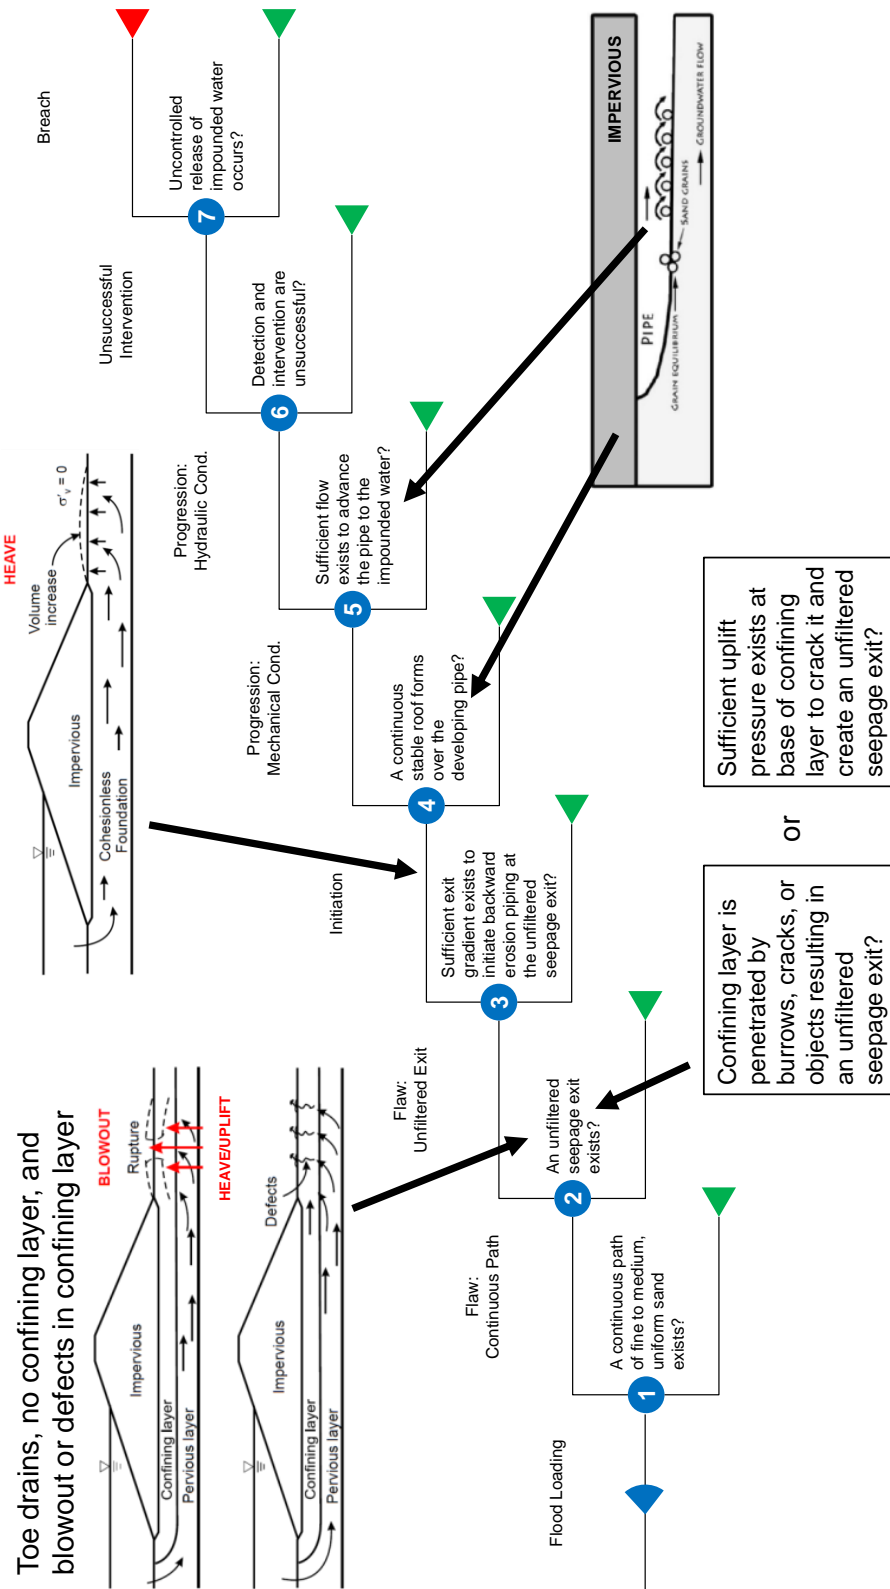 Toe drains, no confining layer, and
blowout or defects in confining layer
BLOWOUT
Rupture
Impervious
Confining layer
Pervious layer
HEAVE/UPLIFT
Defects
Impervious
Confining layer
Pervious layer
HEAVE
Volume
increase
σ'v = 0
Impervious
Cohesionless
Foundation
Flood Loading
Flaw:
Continuous Path
Flaw:
Unfiltered Exit
Initiation
Progression:
Mechanical Cond.
Progression:
Hydraulic Cond.
Unsuccessful
Intervention
Breach
1
A continuous path
of fine to medium,
uniform sand
exists?
2
An unfiltered
seepage exit
exists?
3
Sufficient exit
gradient exists to
initiate backward
erosion piping at
the unfiltered
seepage exit?
4
A continuous
stable roof forms
over the
developing pipe?
5
Sufficient flow
exists to advance
the pipe to the
impounded water?
6
Detection and
intervention are
unsuccessful?
7
Uncontrolled
release of
impounded water
occurs?
Confining layer is
penetrated by
burrows, cracks, or
objects resulting in
an unfiltered
seepage exit?
or
Sufficient uplift
pressure exists at
base of confining
layer to crack it and
create an unfiltered
seepage exit?
IMPERVIOUS
PIPE
GRAIN EQUILIBRIUM
SAND GRAINS
GROUNDWATER FLOW